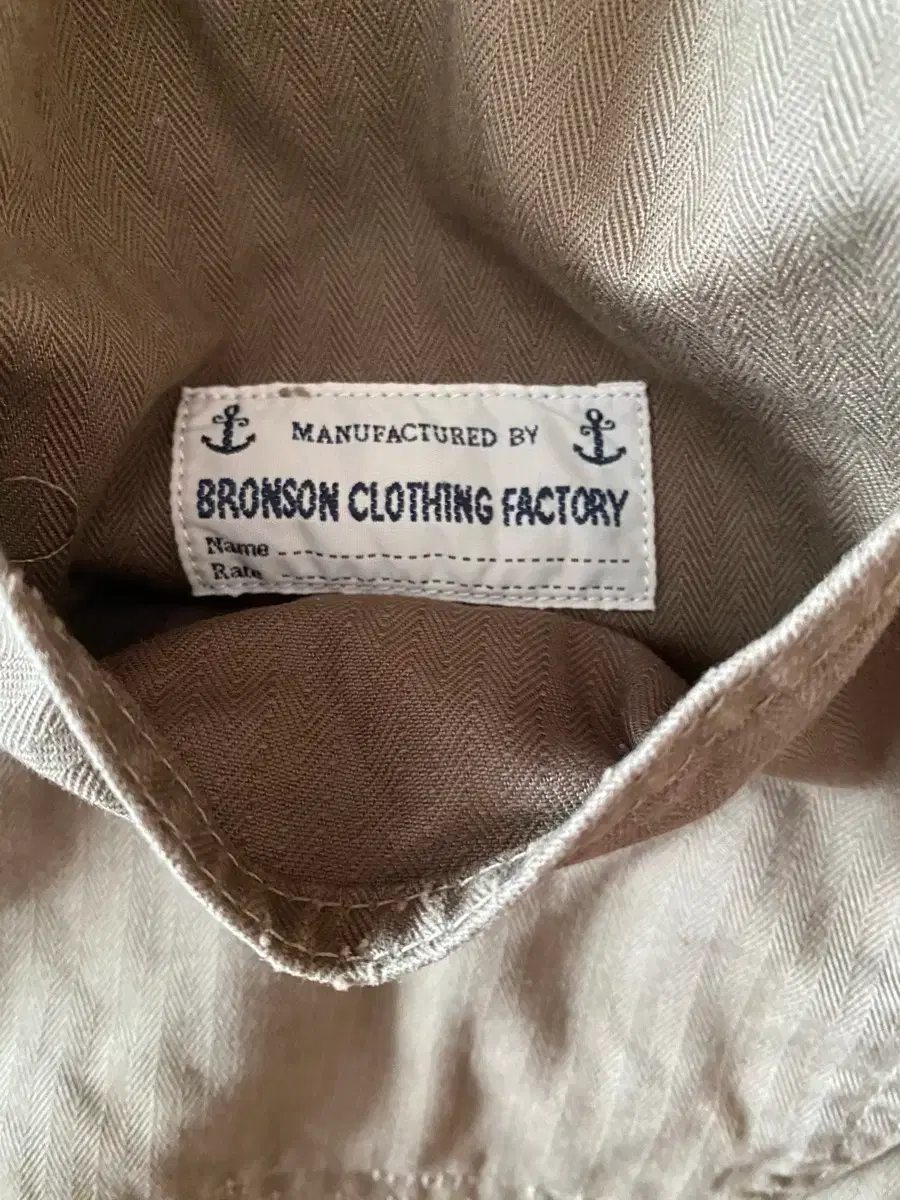 MANUFACTURED BY
BRONSON CLOTHING FACTORY
Name
Rate